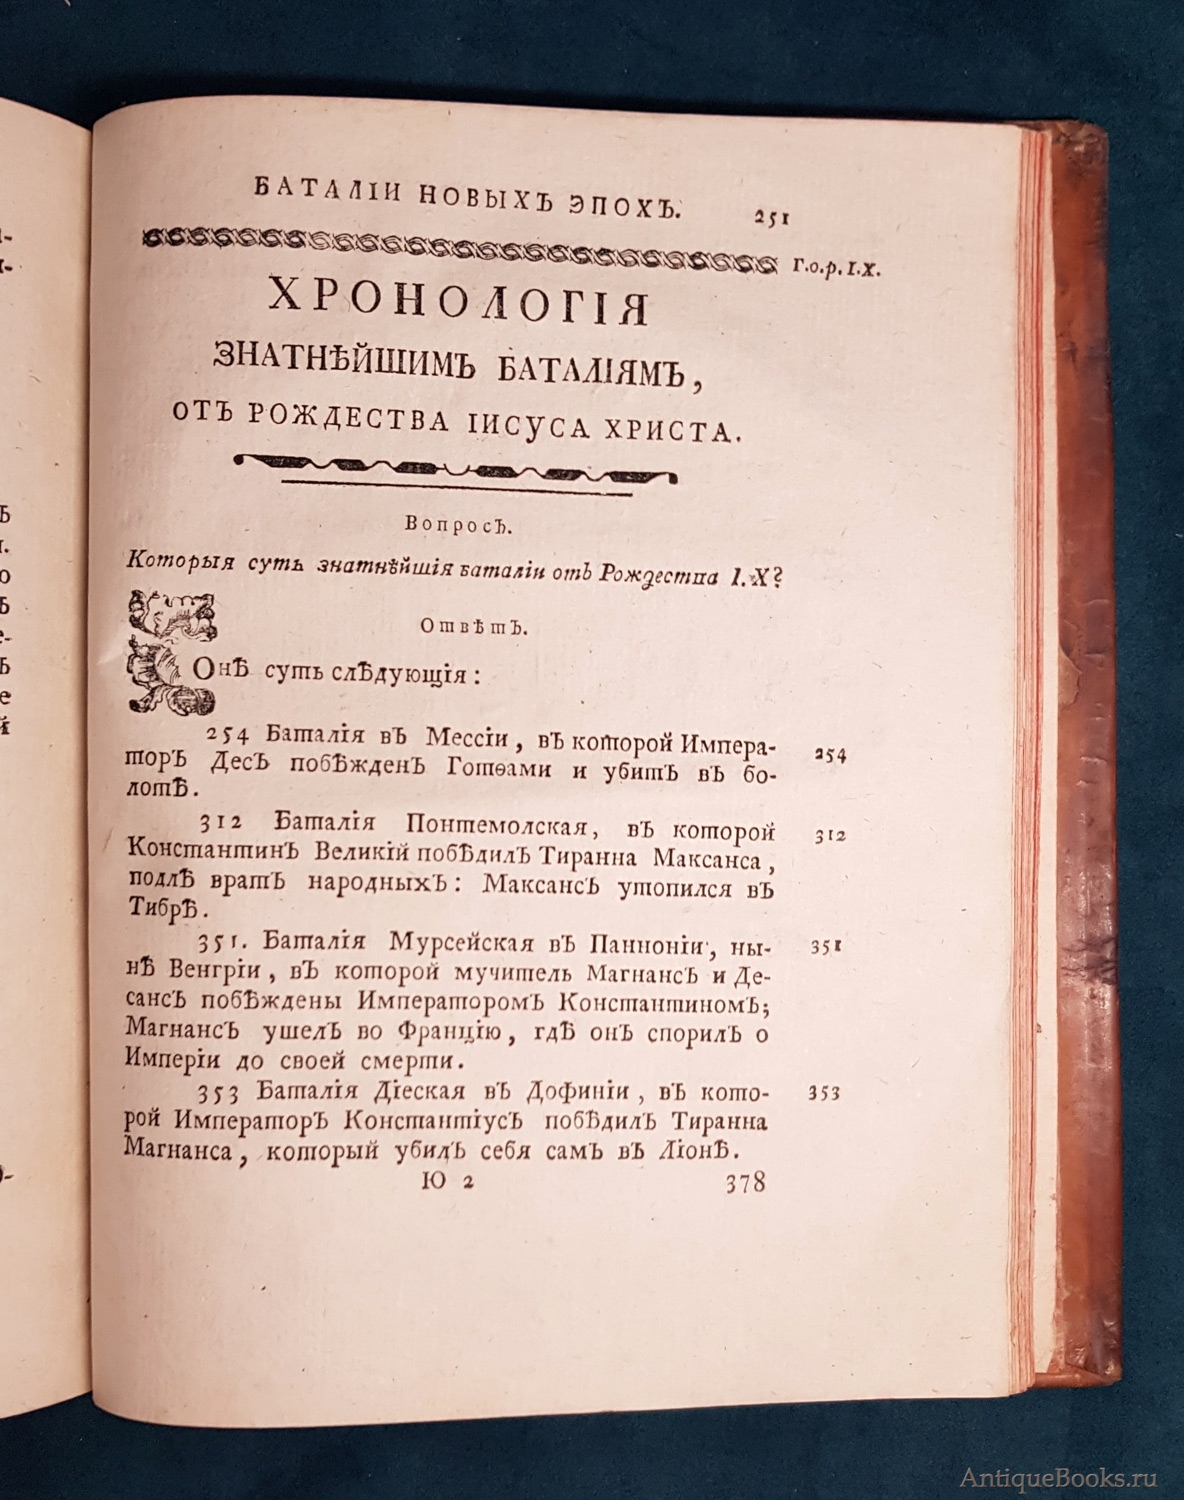 БАТАЛІИ НОВЫХЪ ЭПОХЪ. 251
Г.о.р.І.Х.
ХРОНОЛОГІЯ
ЗНАТНѢЙШИМЪ БАТАЛІЯМЪ,
ОТЪ РОЖДЕСТВА ІИСУСА ХРИСТА.
Вопросъ.
Которыя суть знатнѣйшія баталіи отъ Рождества І.Х?
Отвѣтъ.
Онѣ суть слѣдующія:
254 Баталія въ Мессіи, въ которой Импера- 254
торъ Десъ побѣжденъ Готѳами и убитъ въ бо-
лотѣ.
312 Баталія Понтемолская, въ которой 312
Константинъ Великій побѣдилъ Тиранна Максанса,
подлѣ вратъ народныхъ: Максансъ утопился въ
Тибрѣ.
351. Баталія Мурсейская въ Панноніи, ны- 351
нѣ Венгріи, въ которой мучитель Магнансъ и Де-
сансъ побѣждены Императоромъ Константиномъ;
Магнансъ ушелъ во Францію, гдѣ онъ спорилъ о
Имперіи до своей смерти.
353 Баталія Діеская въ Дофиніи, въ кото- 353
рой Императоръ Константіусъ побѣдилъ Тиранна
Магнанса, который убилъ себя самъ въ Ліонѣ.
Ю 2 378
AntiqueBooks.ru